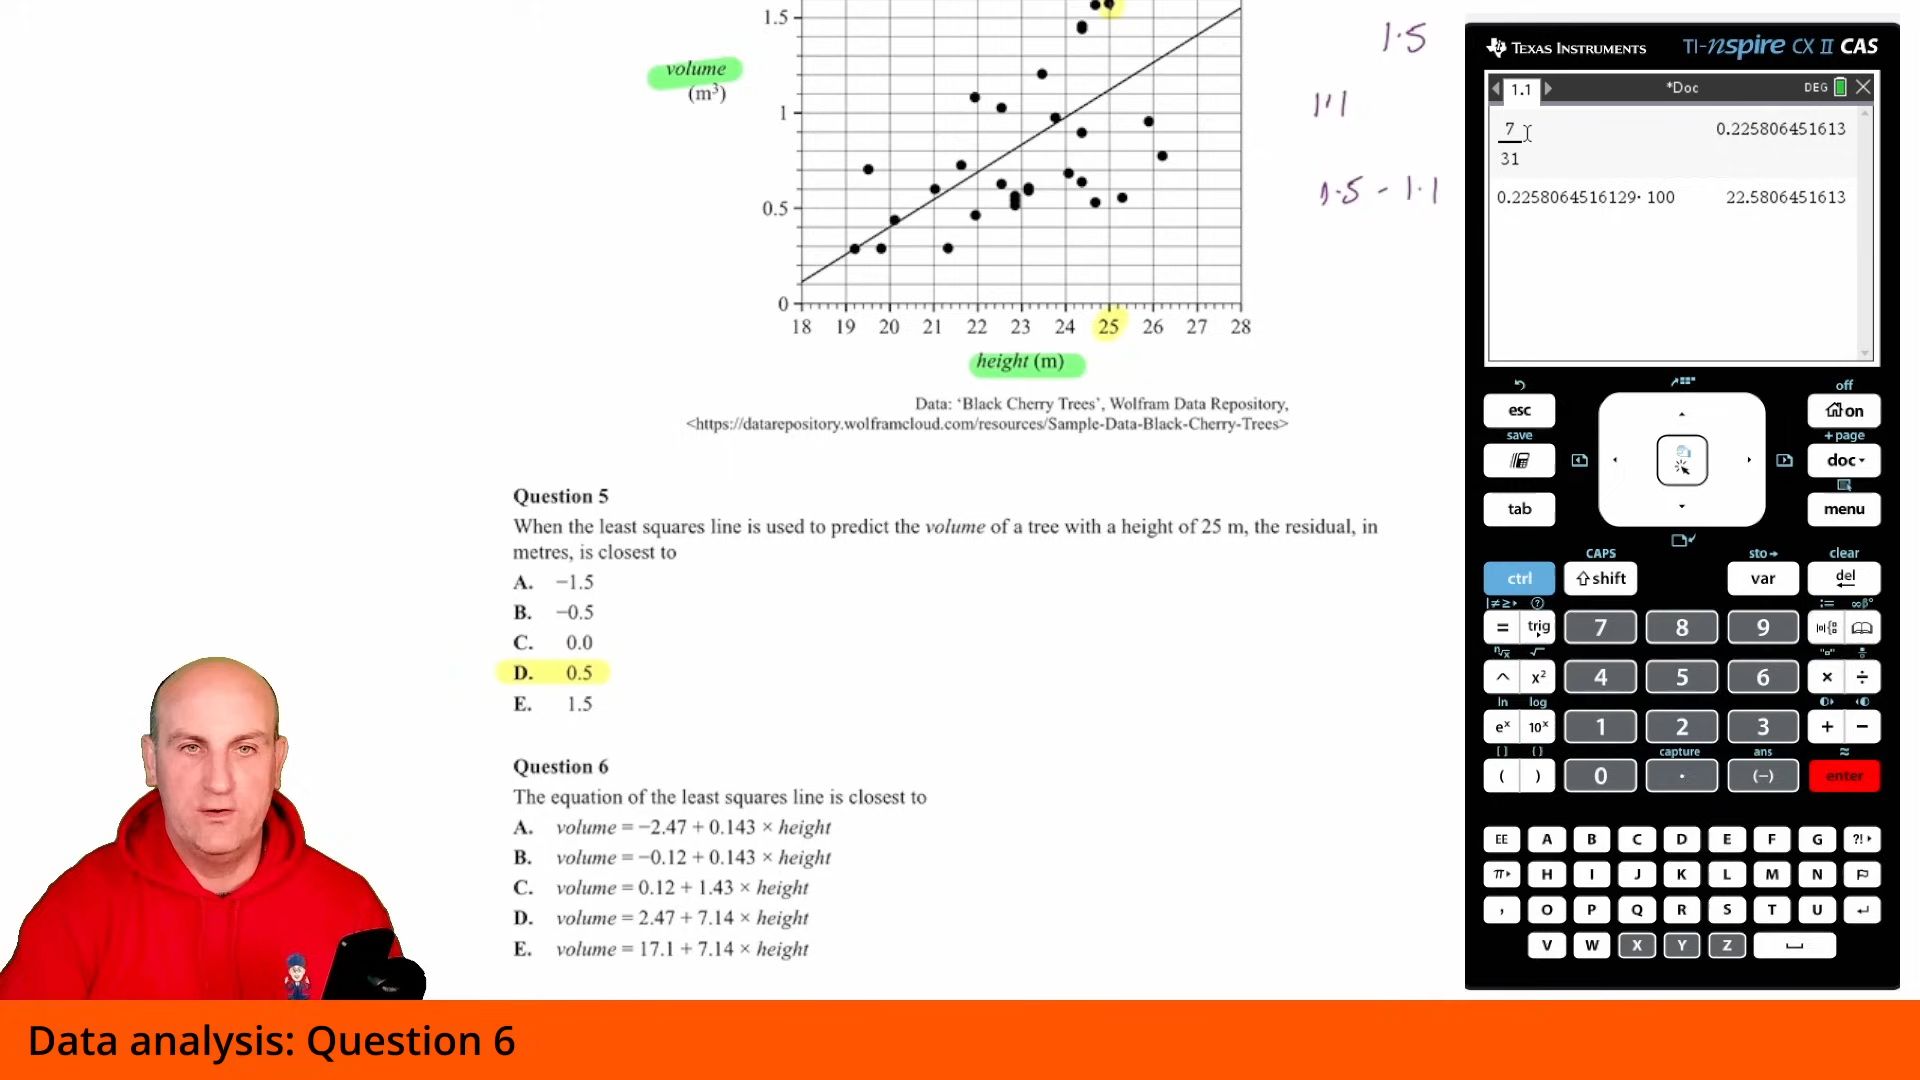 1.5
volume
(m³)
1
0.5
0
18 19 20 21 22 23 24 25 26 27 28
height (m)
1.5
1.1
1.5 - 1.1
Data: ‘Black Cherry Trees’, Wolfram Data Repository,
<https://datarepository.wolframcloud.com/resources/Sample-Data-Black-Cherry-Trees>
Question 5
When the least squares line is used to predict the volume of a tree with a height of 25 m, the residual, in
metres, is closest to
A. −1.5
B. −0.5
C. 0.0
D. 0.5
E. 1.5
Question 6
The equation of the least squares line is closest to
A. volume = −2.47 + 0.143 × height
B. volume = −0.12 + 0.143 × height
C. volume = 0.12 + 1.43 × height
D. volume = 2.47 + 7.14 × height
E. volume = 17.1 + 7.14 × height
Data analysis: Question 6
TEXAS INSTRUMENTS TI-nspire CX II CAS
1.1 *Doc DEG
7
31
0.225806451613
0.2258064516129·100 22.5806451613
off
esc on
save + page
doc
tab menu
CAPS sto→ clear
ctrl shift var del
= trig 7 8 9
^ x² 4 5 6 × ÷
ln log
eˣ 10ˣ 1 2 3 + −
[ ] { } capture ans ≈
( ) 0 . (−) enter
EE A B C D E F G ?!
π H I J K L M N
, O P Q R S T U
V W X Y Z